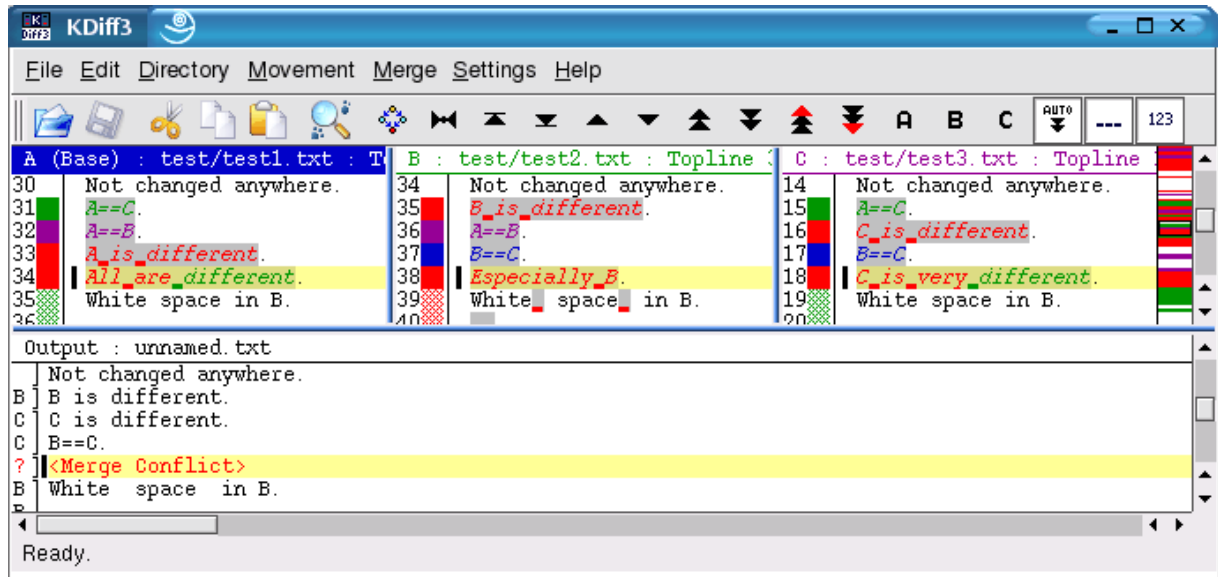 KDiff3
File Edit Directory Movement Merge Settings Help
A B C AUTO --- 123
A (Base) : test/test1.txt : T
30 Not changed anywhere.
31 A==C.
32 A==B.
33 A is different.
34 All are different.
35 White space in B.
36
B : test/test2.txt : Topline
34 Not changed anywhere.
35 B is different.
36 A==B.
37 B==C.
38 Especially B.
39 White  space  in B.
40
C : test/test3.txt : Topline
14 Not changed anywhere.
15 A==C.
16 C is different.
17 B==C.
18 C is very different.
19 White space in B.
20
Output : unnamed.txt
Not changed anywhere.
B B is different.
C C is different.
C B==C.
? <Merge Conflict>
B White  space  in B.
B
Ready.